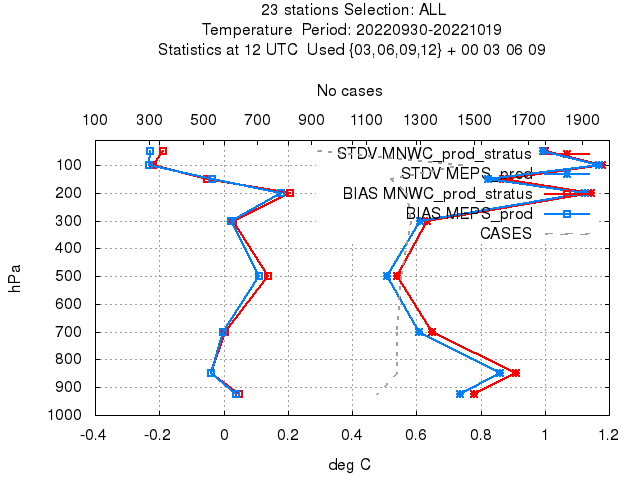 23 stations Selection: ALL
Temperature  Period: 20220930-20221019
Statistics at 12 UTC  Used {03,06,09,12} + 00 03 06 09
No cases
100 300 500 700 900 1100 1300 1500 1700 1900
STDV MNWC_prod_stratus
STDV MEPS_prod
BIAS MNWC_prod_stratus
BIAS MEPS_prod
CASES
100
200
300
400
500
600
700
800
900
1000
hPa
-0.4 -0.2 0 0.2 0.4 0.6 0.8 1 1.2
deg C